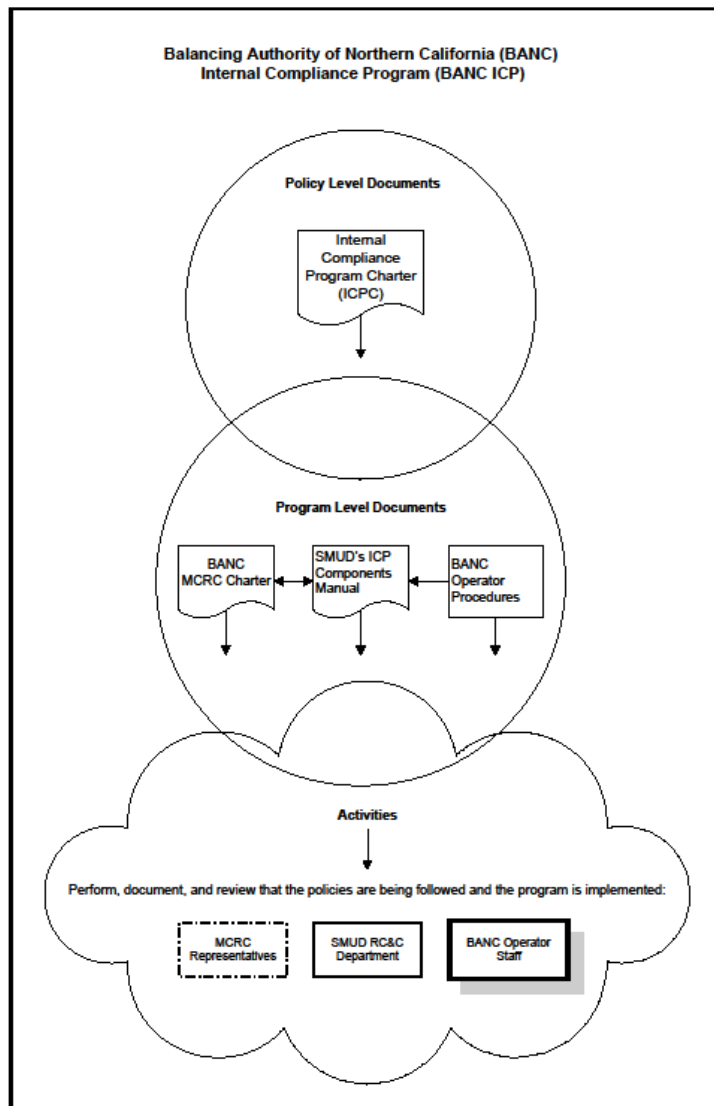 Balancing Authority of Northern California (BANC)
Internal Compliance Program (BANC ICP)
Policy Level Documents
Internal
Compliance
Program Charter
(ICPC)
Program Level Documents
BANC
MCRC Charter
SMUD's ICP
Components
Manual
BANC
Operator
Procedures
Activities
Perform, document, and review that the policies are being followed and the program is implemented:
MCRC
Representatives
SMUD RC&C
Department
BANC Operator
Staff